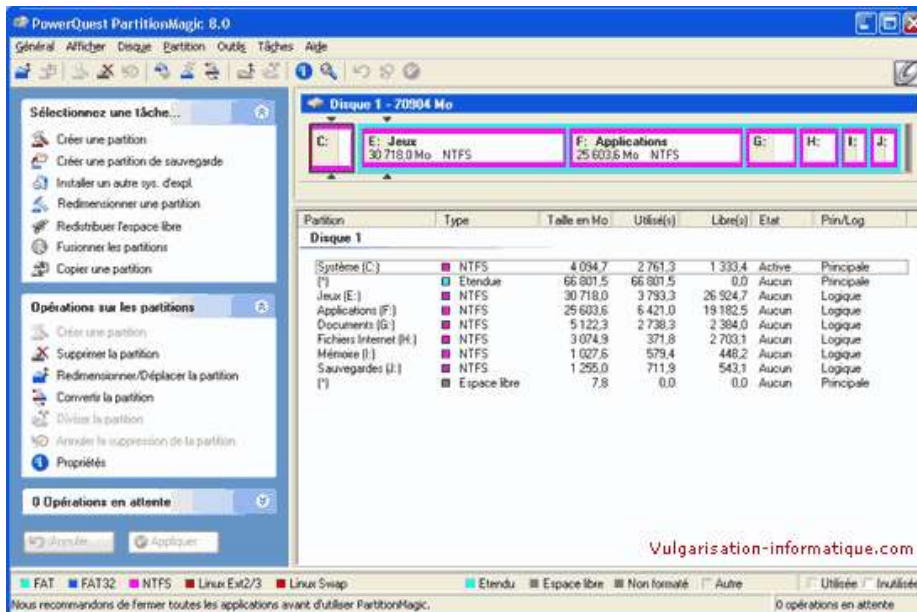 PowerQuest PartitionMagic 8.0
Général Afficher Disque Partition Outils Tâches Aide
Sélectionnez une tâche...
Créer une partition
Créer une partition de sauvegarde
Installer un autre sys. d'expl.
Redimensionner une partition
Redistribuer l'espace libre
Fusionner les partitions
Copier une partition
Opérations sur les partitions
Créer une partition
Supprimer la partition
Redimensionner/Déplacer la partition
Convertir la partition
Diviser la partition
Annuler la suppression de la partition
Propriétés
0 Opérations en attente
Annuler Appliquer
Disque 1 - 70904 Mo
C: E: Jeux F: Applications G: H: I: J:
30 718,0 Mo NTFS 25 603,6 Mo NTFS
Partition Type Taille en Mo Utilisé(s) Libre(s) Etat Prin/Log
Disque 1
Système (C:) NTFS 4 094,7 2 761,3 1 333,4 Active Principale
(*) Etendue 66 801,5 66 801,5 0,0 Aucun Principale
Jeux (E:) NTFS 30 718,0 3 793,3 26 924,7 Aucun Logique
Applications (F:) NTFS 25 603,6 6 421,0 19 182,5 Aucun Logique
Documents (G:) NTFS 5 122,3 2 738,3 2 384,0 Aucun Logique
Fichiers Internet (H:) NTFS 3 074,9 371,8 2 703,1 Aucun Logique
Mémoire (I:) NTFS 1 027,6 579,4 448,2 Aucun Logique
Sauvegardes (J:) NTFS 1 255,0 711,9 543,1 Aucun Logique
(*) Espace libre 7,8 0,0 0,0 Aucun Principale
Vulgarisation-informatique.com
FAT FAT32 NTFS Linux Ext2/3 Linux Swap Etendu Espace libre Non formaté Autre Utilisée Inutilisée
Nous recommandons de fermer toutes les applications avant d'utiliser PartitionMagic. 0 opérations en attente